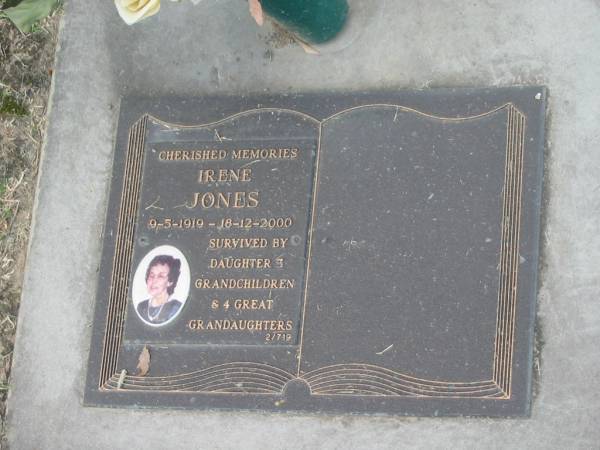 CHERISHED MEMORIES
IRENE
JONES
9-5-1919 - 18-12-2000
SURVIVED BY
DAUGHTER 3
GRANDCHILDREN
& 4 GREAT
GRANDAUGHTERS
2/719